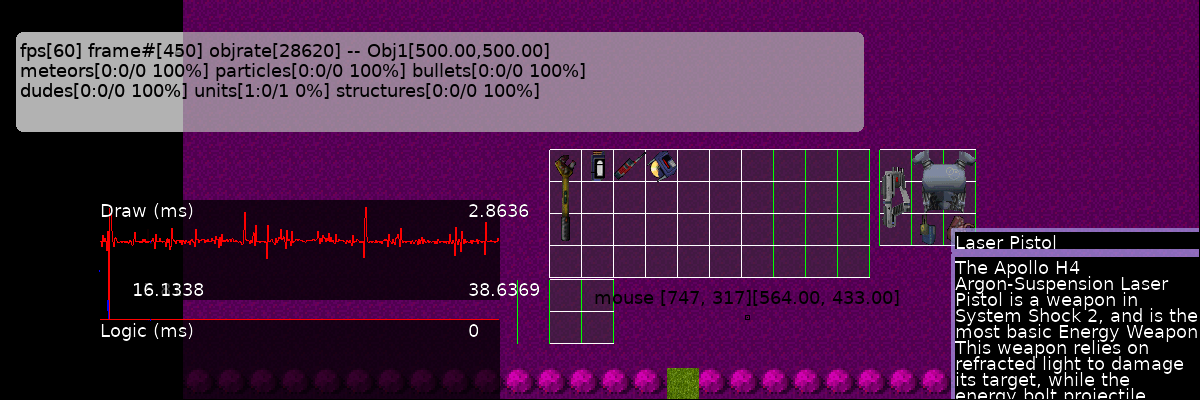 fps[60] frame#[450] objrate[28620] -- Obj1[500.00,500.00]
meteors[0:0/0 100%] particles[0:0/0 100%] bullets[0:0/0 100%]
dudes[0:0/0 100%] units[1:0/1 0%] structures[0:0/0 100%]
Draw (ms) 2.8636
16.1338 38.6369
Logic (ms) 0
mouse [747, 317][564.00, 433.00]
Laser Pistol
The Apollo H4
Argon-Suspension Laser
Pistol is a weapon in
System Shock 2, and is the
most basic Energy Weapon
This weapon relies on
refracted light to damage
its target, while the
energy bolt projectile